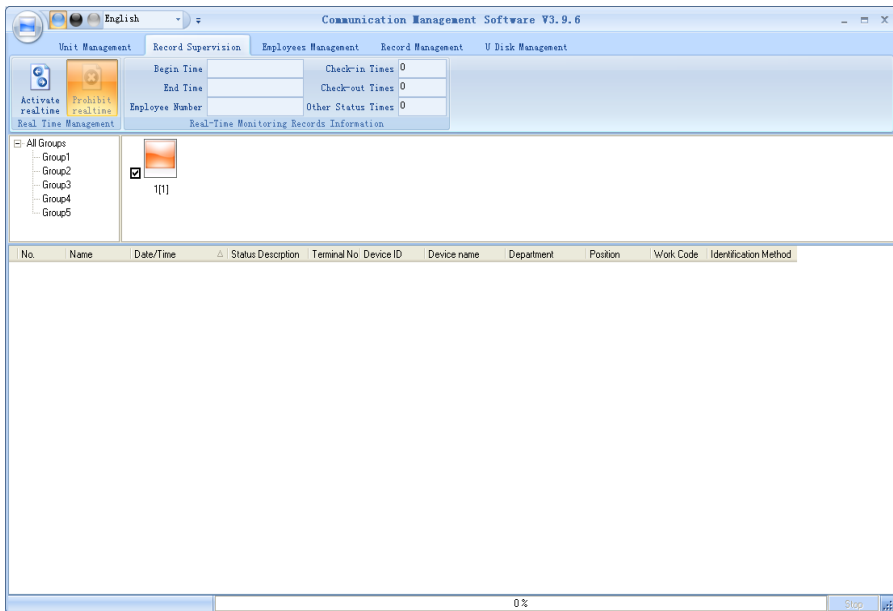 English
Communication Management Software V3.9.6
Unit Management Record Supervision Employees Management Record Management U Disk Management
Activate realtime
Prohibit realtime
Real Time Management
Begin Time
End Time
Employee Number
Check-in Times 0
Check-out Times 0
Other Status Times 0
Real-Time Monitoring Records Information
All Groups
Group1
Group2
Group3
Group4
Group5
1[1]
No. Name Date/Time Status Descrption Terminal No Device ID Device name Department Position Work Code Identification Method
0 %
Stop